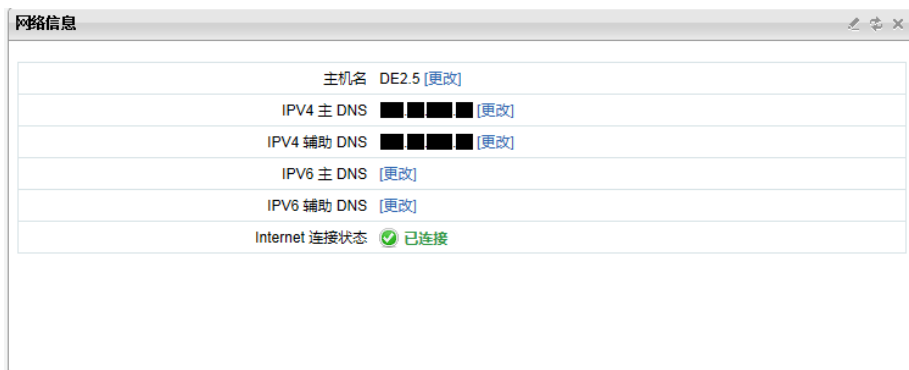 网络信息
主机名 DE2.5 [更改]
IPV4 主 DNS [更改]
IPV4 辅助 DNS [更改]
IPV6 主 DNS [更改]
IPV6 辅助 DNS [更改]
Internet 连接状态 已连接